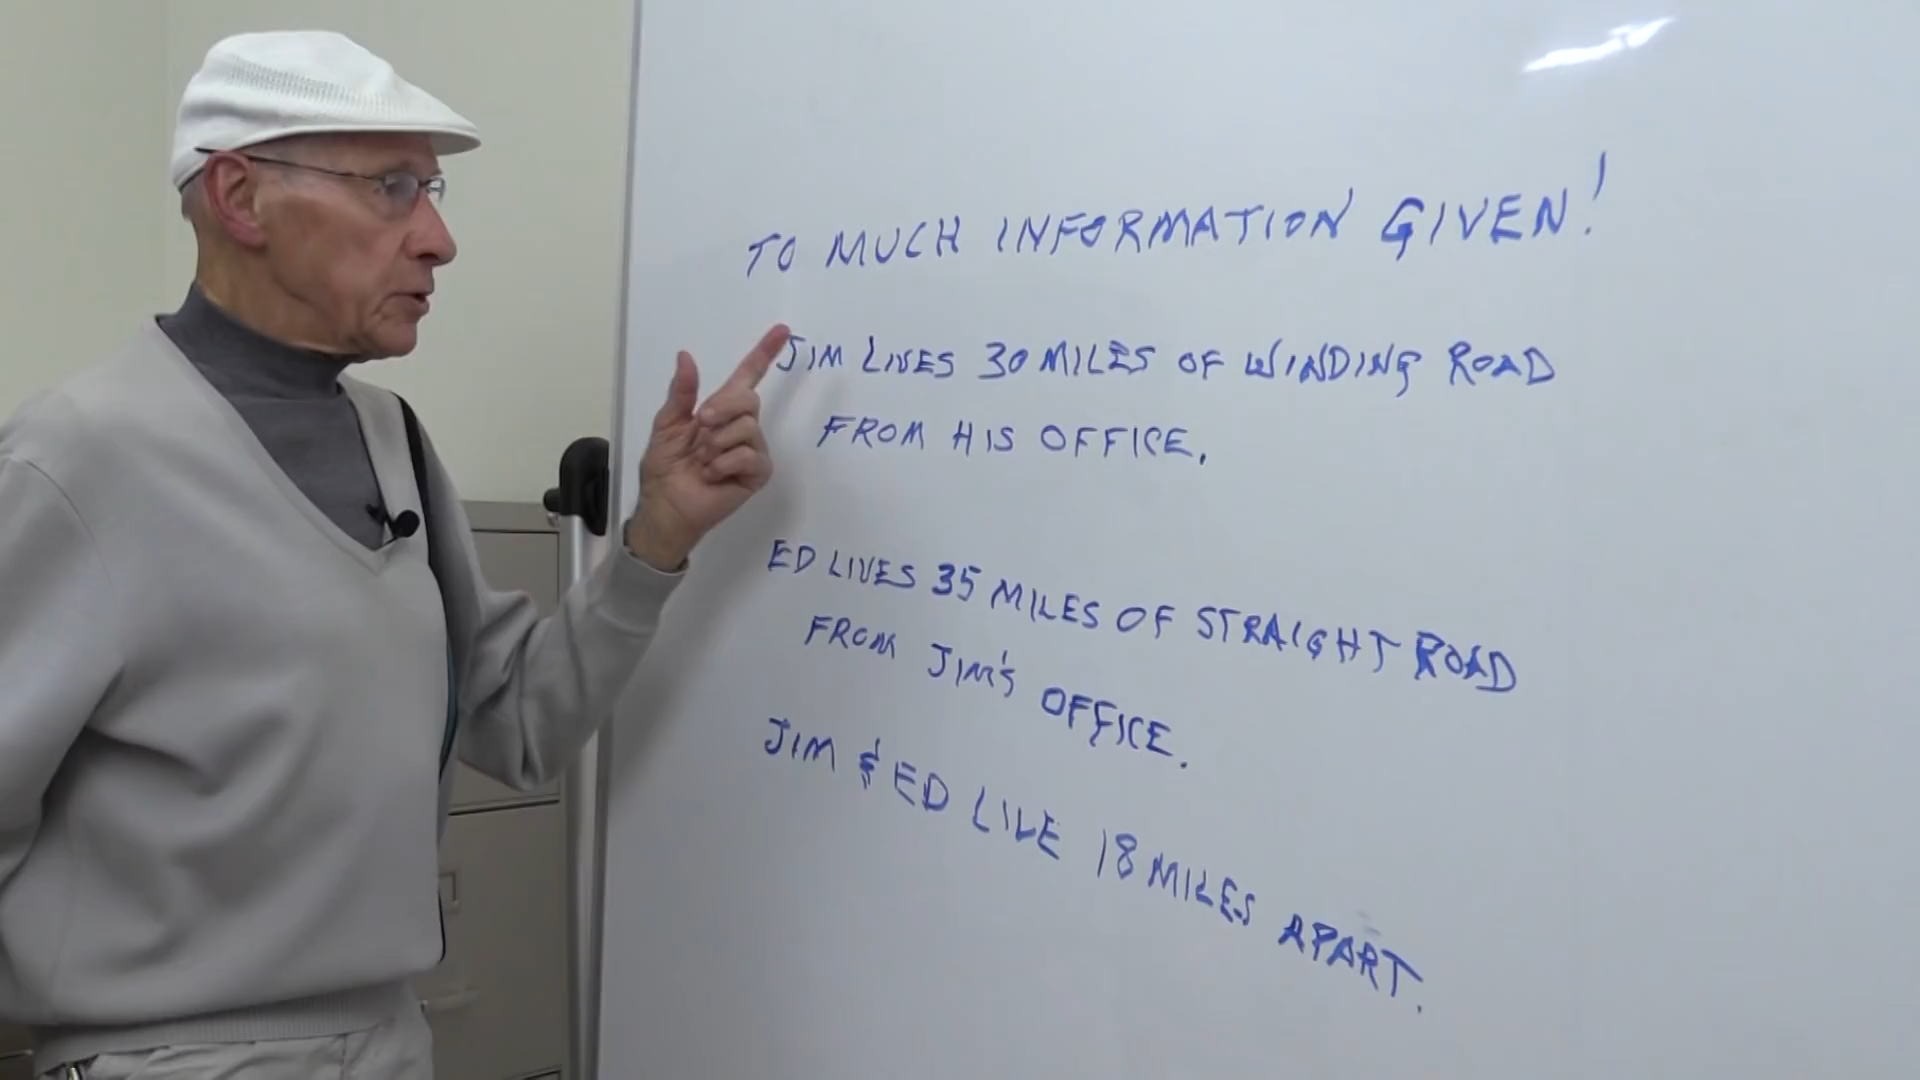 TO MUCH INFORMATION GIVEN!
JIM LIVES 30 MILES OF WINDING ROAD
FROM HIS OFFICE.
ED LIVES 35 MILES OF STRAIGHT ROAD
FROM JIM'S OFFICE.
JIM & ED LIVE 18 MILES APART.